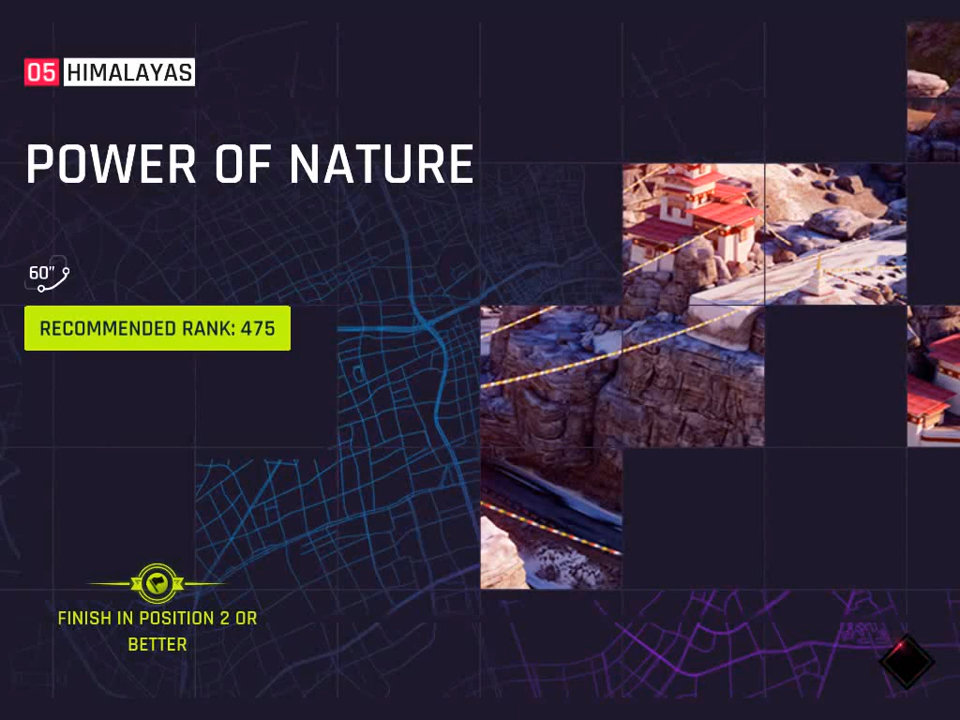 05 HIMALAYAS
POWER OF NATURE
60"
RECOMMENDED RANK: 475
FINISH IN POSITION 2 OR
BETTER